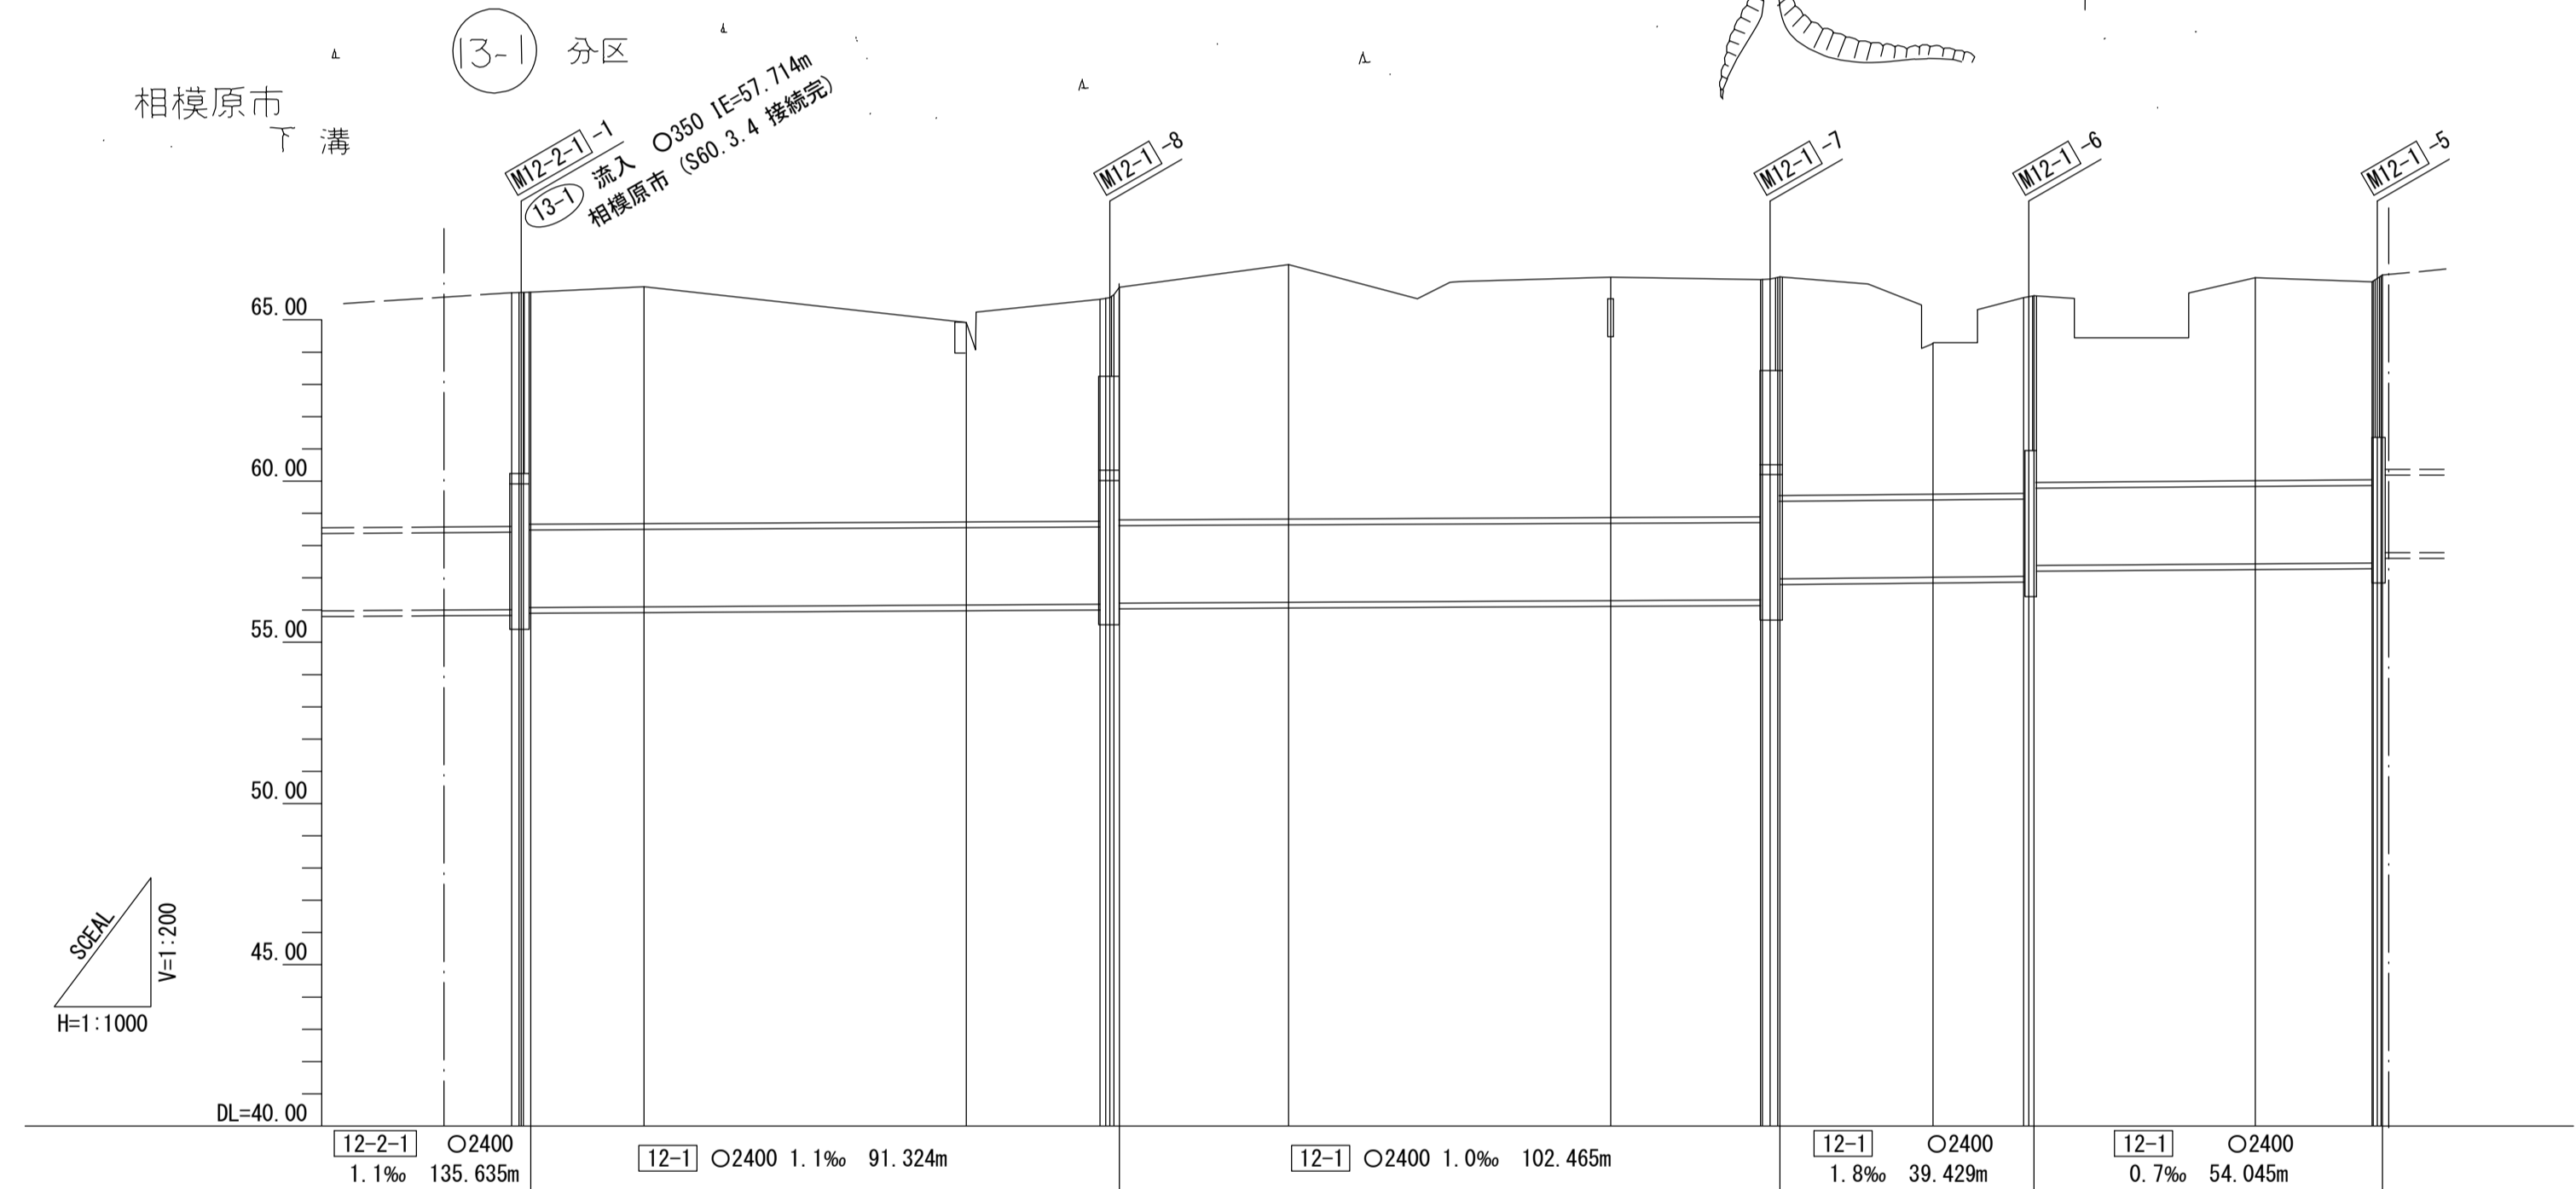 13-1 分区
相模原市
下溝
M12-2-1 -1
13-1 流入 ○350 IE=57.714m
相模原市 (S60.3.4 接続完)
M12-1 -8
M12-1 -7
M12-1 -6
M12-1 -5
65.00
60.00
55.00
50.00
45.00
DL=40.00
SCEAL
V=1:200
H=1:1000
12-2-1 ○2400
1.1‰ 135.635m
12-1 ○2400 1.1‰ 91.324m
12-1 ○2400 1.0‰ 102.465m
12-1 ○2400
1.8‰ 39.429m
12-1 ○2400
0.7‰ 54.045m